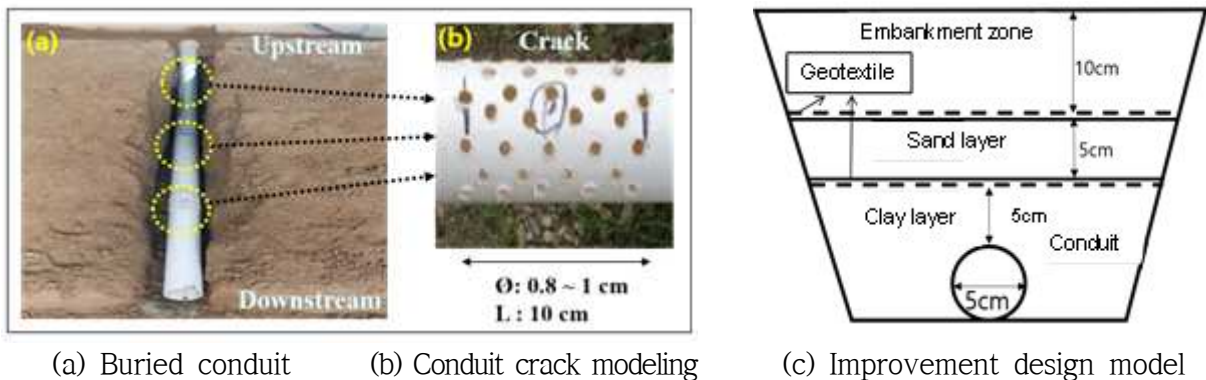 (a)
Upstream
Downstream
(b)
Crack
Ø: 0.8 ~ 1 cm
L : 10 cm
Embankment zone
10cm
Geotextile
Sand layer
5cm
Clay layer
5cm
Conduit
5cm
(a) Buried conduit
(b) Conduit crack modeling
(c) Improvement design model